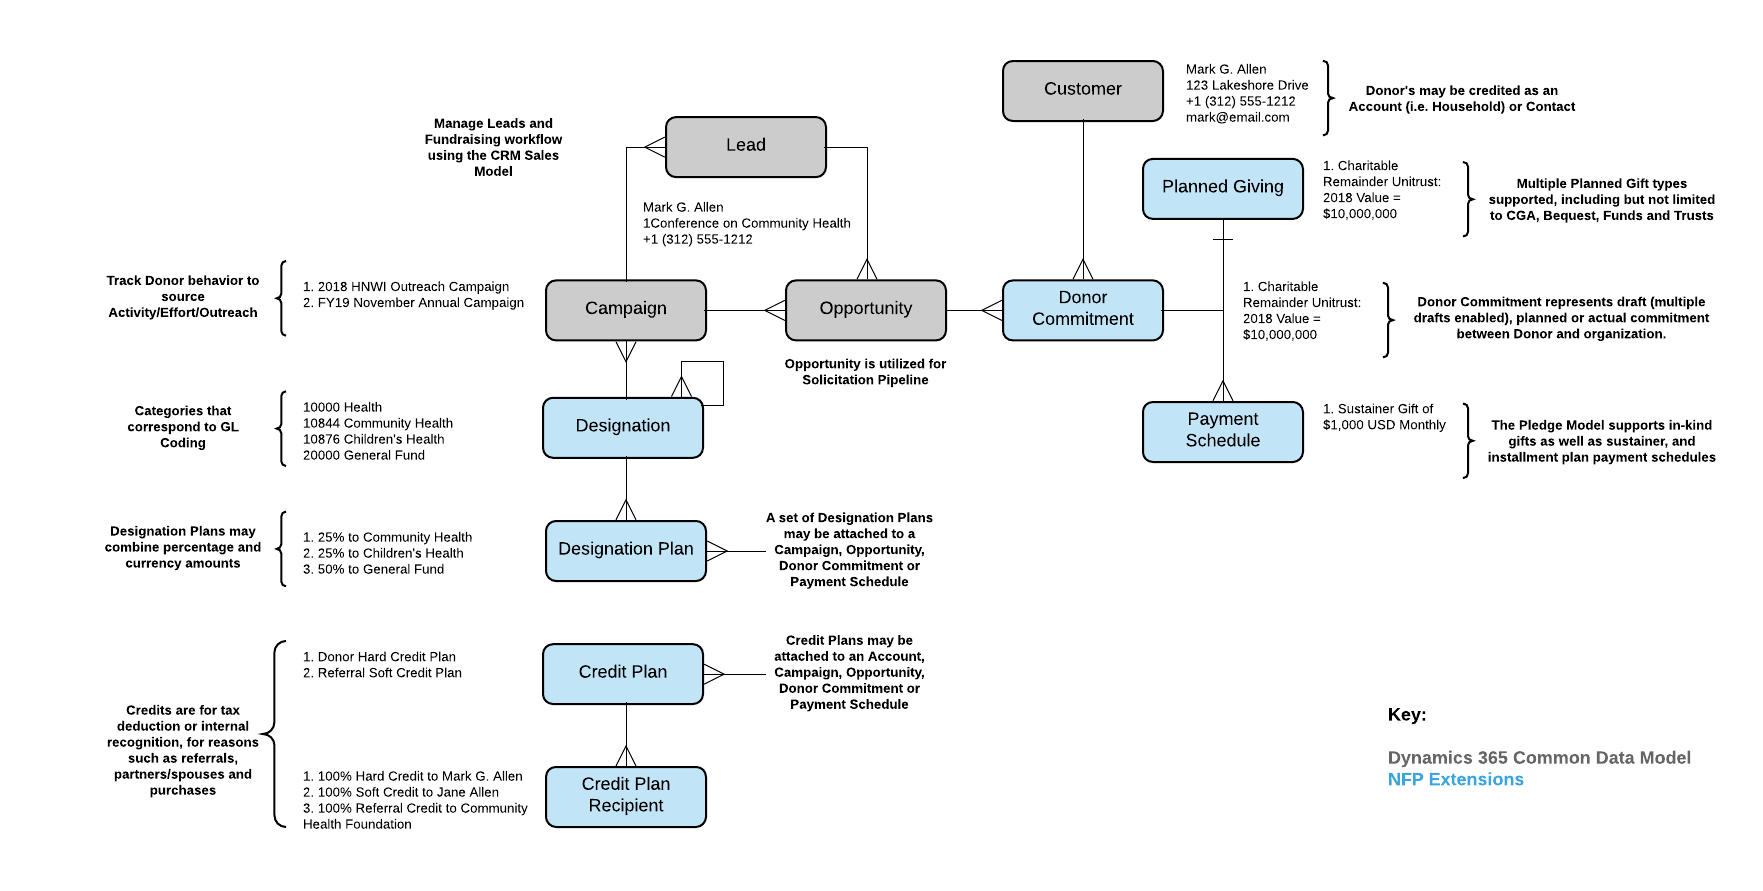 Customer
Mark G. Allen
123 Lakeshore Drive
+1 (312) 555-1212
mark@email.com
Donor's may be credited as an
Account (i.e. Household) or Contact
Manage Leads and
Fundraising workflow
using the CRM Sales
Model
Lead
Mark G. Allen
1Conference on Community Health
+1 (312) 555-1212
Planned Giving
1. Charitable
Remainder Unitrust:
2018 Value =
$10,000,000
Multiple Planned Gift types
supported, including but not limited
to CGA, Bequest, Funds and Trusts
Track Donor behavior to
source
Activity/Effort/Outreach
1. 2018 HNWI Outreach Campaign
2. FY19 November Annual Campaign
Campaign
Opportunity
Opportunity is utilized for
Solicitation Pipeline
Donor
Commitment
1. Charitable
Remainder Unitrust:
2018 Value =
$10,000,000
Donor Commitment represents draft (multiple
drafts enabled), planned or actual commitment
between Donor and organization.
Categories that
correspond to GL
Coding
10000 Health
10844 Community Health
10876 Children's Health
20000 General Fund
Designation
Payment
Schedule
1. Sustainer Gift of
$1,000 USD Monthly
The Pledge Model supports in-kind
gifts as well as sustainer, and
installment plan payment schedules
Designation Plans may
combine percentage and
currency amounts
1. 25% to Community Health
2. 25% to Children's Health
3. 50% to General Fund
Designation Plan
A set of Designation Plans
may be attached to a
Campaign, Opportunity,
Donor Commitment or
Payment Schedule
Credits are for tax
deduction or internal
recognition, for reasons
such as referrals,
partners/spouses and
purchases
1. Donor Hard Credit Plan
2. Referral Soft Credit Plan
Credit Plan
Credit Plans may be
attached to an Account,
Campaign, Opportunity,
Donor Commitment or
Payment Schedule
1. 100% Hard Credit to Mark G. Allen
2. 100% Soft Credit to Jane Allen
3. 100% Referral Credit to Community
Health Foundation
Credit Plan
Recipient
Key:
Dynamics 365 Common Data Model
NFP Extensions